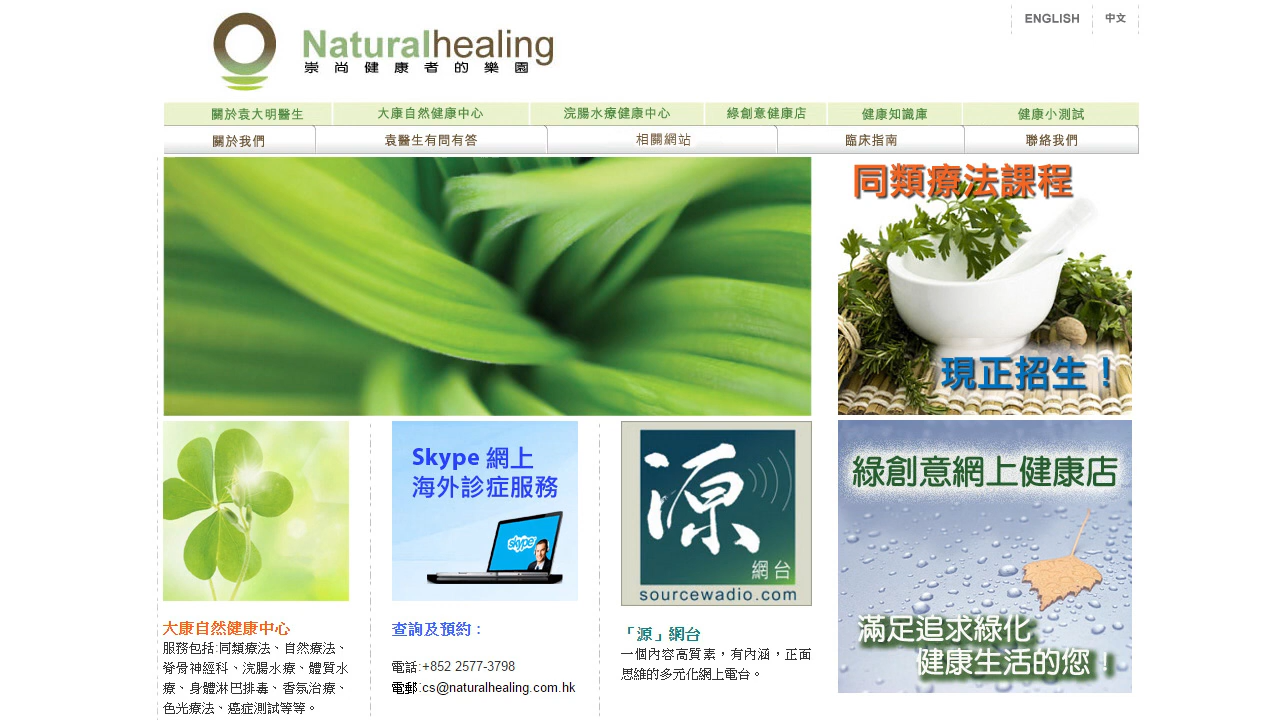 ENGLISH
中文
Naturalhealing
崇尚健康者的樂園
關於袁大明醫生
大康自然健康中心
浣腸水療健康中心
綠創意健康店
健康知識庫
健康小測試
關於我們
袁醫生有問有答
相關網站
臨床指南
聯絡我們
同類療法課程
現正招生！
Skype 網上
海外診症服務
skype
源
網台
sourcewadio.com
綠創意網上健康店
滿足追求綠化
健康生活的您！
大康自然健康中心
服務包括:同類療法、自然療法、
脊骨神經科、浣腸水療、體質水
療、身體淋巴排毒、香氛治療、
色光療法、癌症測試等等。
查詢及預約：
電話:+852 2577-3798
電郵:cs@naturalhealing.com.hk
「源」網台
一個內容高質素，有內涵，正面
思維的多元化網上電台。